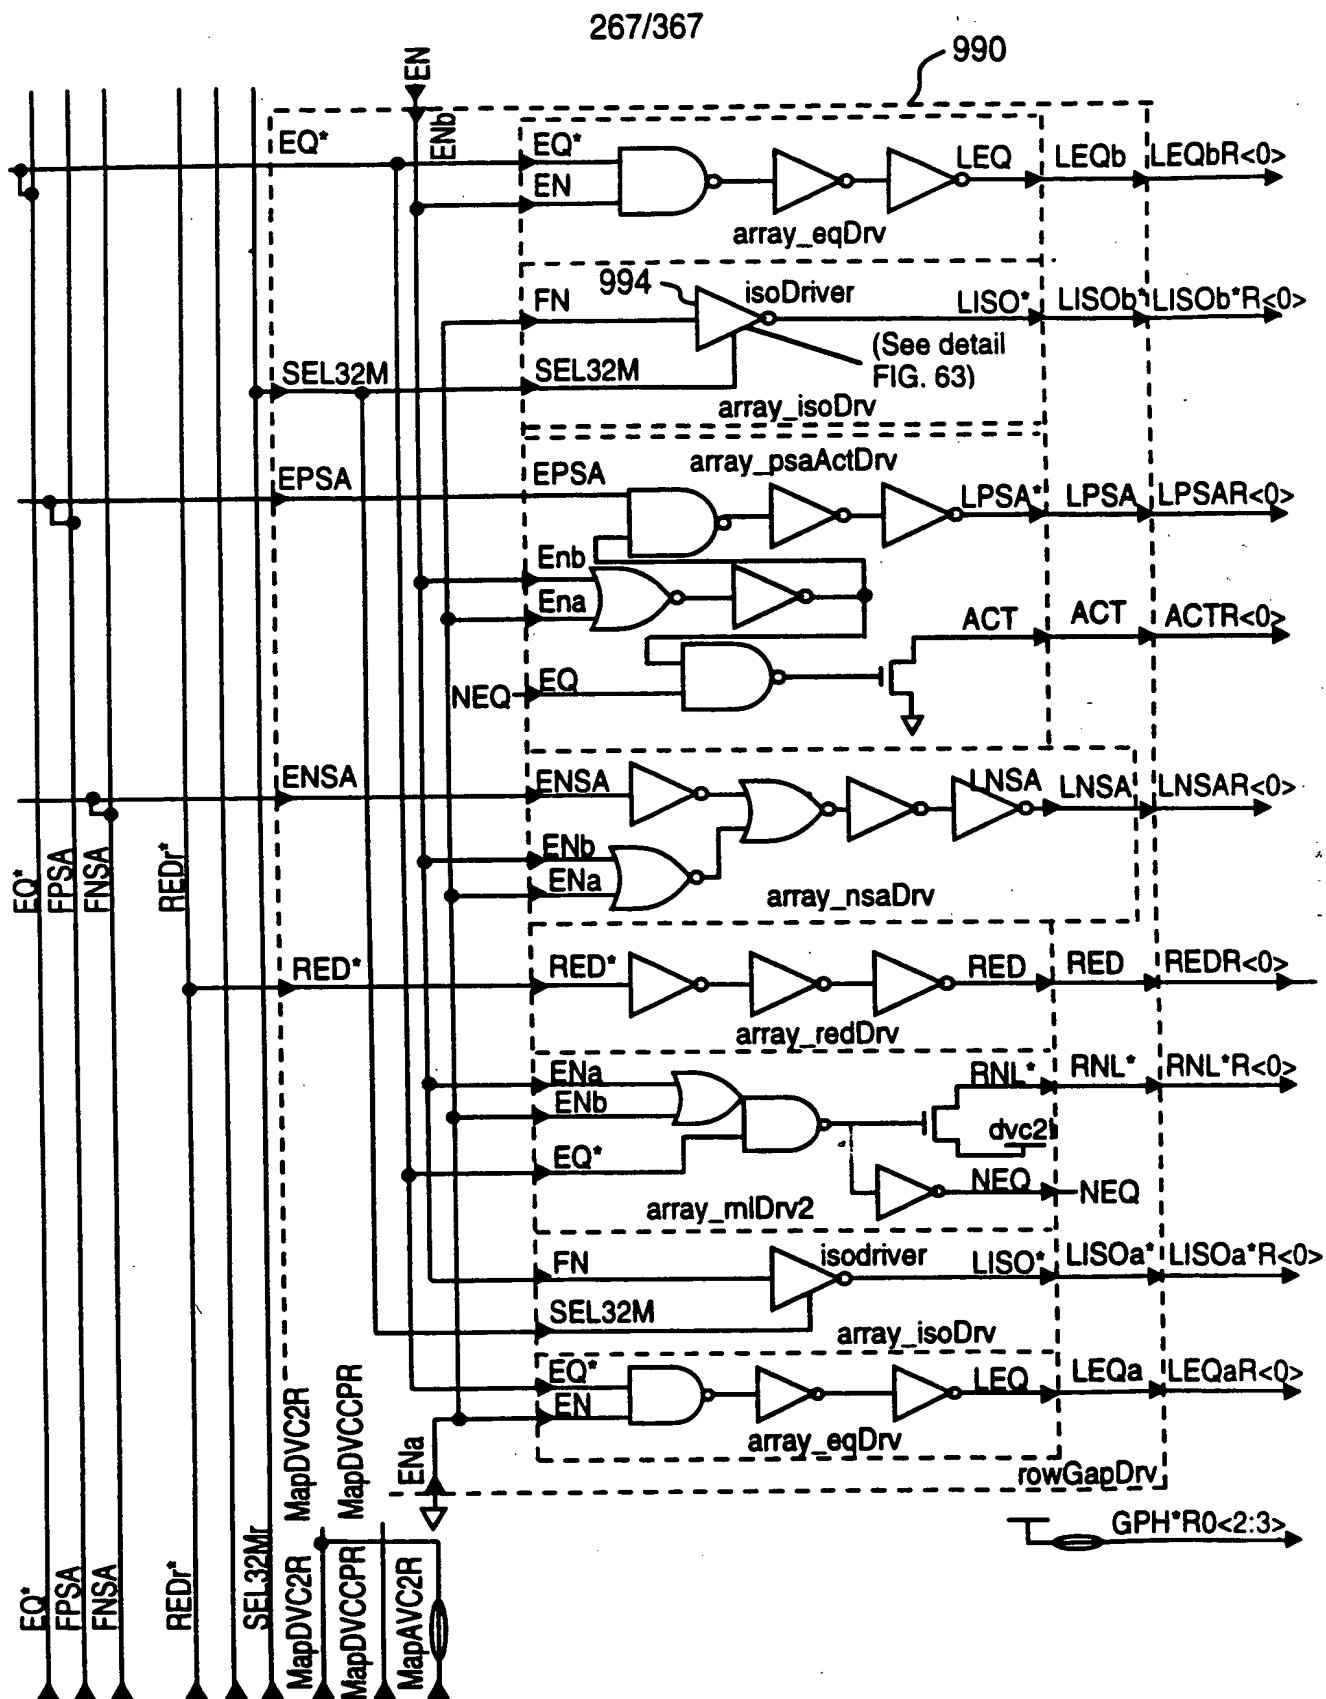 267/367
990
EN
ENb
EQ*
EQ*
EN
LEQ
LEQb
LEQbR<0>
array_eqDrv
994
isoDriver
FN
LISO*
LISOb*
LISOb*R<0>
(See detail
FIG. 63)
SEL32M
SEL32M
array_isoDrv
array_psaActDrv
EPSA
EPSA
LPSA*
LPSA
LPSAR<0>
Enb
Ena
ACT
ACT
ACTR<0>
NEQ
EQ
ENSA
ENSA
LNSA
LNSA
LNSAR<0>
ENb
ENa
array_nsaDrv
EQ*
FPSA
FNSA
REDr*
RED*
RED*
RED
RED
REDR<0>
array_redDrv
ENa
ENb
RNL*
RNL*
RNL*R<0>
dvc2
EQ*
NEQ
NEQ
array_mlDrv2
FN
isodriver
LISO*
LISOa*
LISOa*R<0>
SEL32M
array_isoDrv
EQ*
EN
LEQ
LEQa
LEQaR<0>
array_eqDrv
MapDVC2R
MapDVCCPR
ENa
rowGapDrv
GPH*R0<2:3>
EQ*
FPSA
FNSA
REDr*
SEL32Mr
MapDVC2R
MapDVCCPR
MapAVC2R